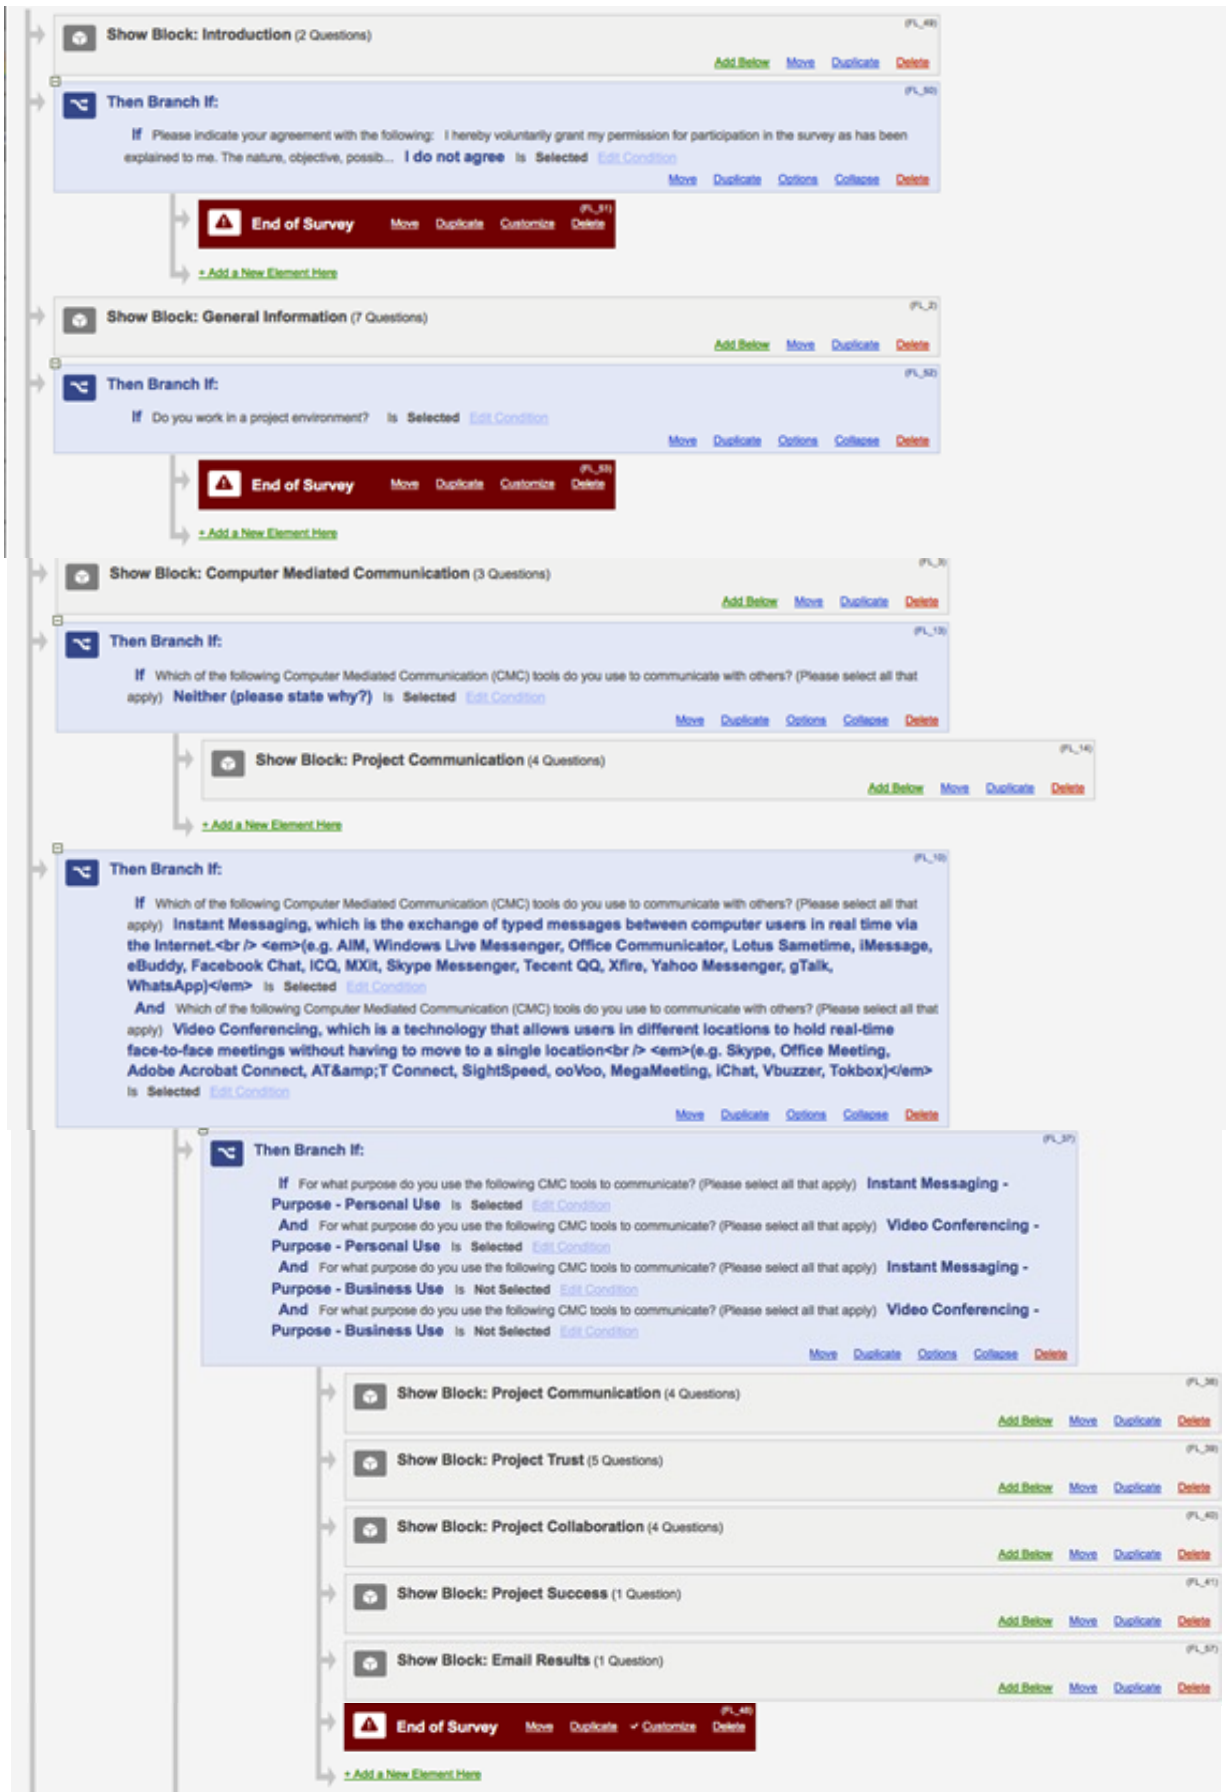 (FL_49)
Show Block: Introduction (2 Questions)
Add Below Move Duplicate Delete
(FL_50)
Then Branch If:
If Please indicate your agreement with the following: I hereby voluntarily grant my permission for participation in the survey as has been
explained to me. The nature, objective, possib... I do not agree Is Selected Edit Condition
Move Duplicate Options Collapse Delete
(FL_51)
End of Survey Move Duplicate Customize Delete
+ Add a New Element Here
(FL_2)
Show Block: General Information (7 Questions)
Add Below Move Duplicate Delete
(FL_52)
Then Branch If:
If Do you work in a project environment? Is Selected Edit Condition
Move Duplicate Options Collapse Delete
(FL_53)
End of Survey Move Duplicate Customize Delete
+ Add a New Element Here
(FL_3)
Show Block: Computer Mediated Communication (3 Questions)
Add Below Move Duplicate Delete
(FL_13)
Then Branch If:
If Which of the following Computer Mediated Communication (CMC) tools do you use to communicate with others? (Please select all that
apply) Neither (please state why?) Is Selected Edit Condition
Move Duplicate Options Collapse Delete
(FL_14)
Show Block: Project Communication (4 Questions)
Add Below Move Duplicate Delete
+ Add a New Element Here
(FL_10)
Then Branch If:
If Which of the following Computer Mediated Communication (CMC) tools do you use to communicate with others? (Please select all that
apply) Instant Messaging, which is the exchange of typed messages between computer users in real time via
the Internet.<br /> <em>(e.g. AIM, Windows Live Messenger, Office Communicator, Lotus Sametime, iMessage,
eBuddy, Facebook Chat, ICQ, MXit, Skype Messenger, Tecent QQ, Xfire, Yahoo Messenger, gTalk,
WhatsApp)</em> Is Selected Edit Condition
And Which of the following Computer Mediated Communication (CMC) tools do you use to communicate with others? (Please select all that
apply) Video Conferencing, which is a technology that allows users in different locations to hold real-time
face-to-face meetings without having to move to a single location<br /> <em>(e.g. Skype, Office Meeting,
Adobe Acrobat Connect, AT&amp;T Connect, SightSpeed, ooVoo, MegaMeeting, iChat, Vbuzzer, Tokbox)</em>
Is Selected Edit Condition
Move Duplicate Options Collapse Delete
(FL_37)
Then Branch If:
If For what purpose do you use the following CMC tools to communicate? (Please select all that apply) Instant Messaging -
Purpose - Personal Use Is Selected Edit Condition
And For what purpose do you use the following CMC tools to communicate? (Please select all that apply) Video Conferencing -
Purpose - Personal Use Is Selected Edit Condition
And For what purpose do you use the following CMC tools to communicate? (Please select all that apply) Instant Messaging -
Purpose - Business Use Is Not Selected Edit Condition
And For what purpose do you use the following CMC tools to communicate? (Please select all that apply) Video Conferencing -
Purpose - Business Use Is Not Selected Edit Condition
Move Duplicate Options Collapse Delete
(FL_38)
Show Block: Project Communication (4 Questions)
Add Below Move Duplicate Delete
(FL_39)
Show Block: Project Trust (5 Questions)
Add Below Move Duplicate Delete
(FL_40)
Show Block: Project Collaboration (4 Questions)
Add Below Move Duplicate Delete
(FL_41)
Show Block: Project Success (1 Question)
Add Below Move Duplicate Delete
(FL_57)
Show Block: Email Results (1 Question)
Add Below Move Duplicate Delete
End of Survey Move Duplicate ✓ Customize Delete
+ Add a New Element Here